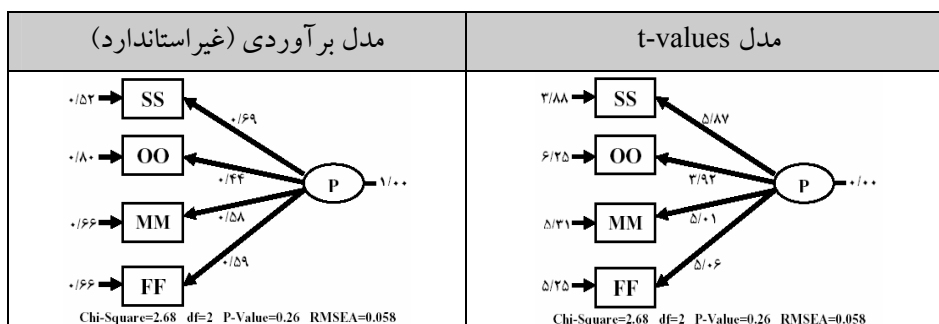 مدل برآوردی (غیراستاندارد)
مدل t-values
۰/۵۲ SS
۰/۶۹
۰/۸۰ OO
۰/۴۴
P ۱/۰۰
۰/۶۶ MM
۰/۵۸
۰/۵۹
۰/۶۶ FF
Chi-Square=2.68 df=2 P-Value=0.26 RMSEA=0.058
۳/۸۸ SS
۵/۸۷
۶/۲۵ OO
۳/۹۲
P ۰/۰۰
۵/۳۱ MM
۵/۰۱
۵/۰۶
۵/۲۵ FF
Chi-Square=2.68 df=2 P-Value=0.26 RMSEA=0.058